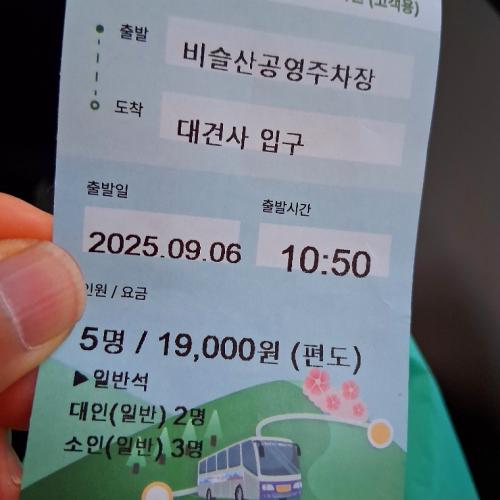 (고객용)
출발
비슬산공영주차장
도착
대견사 입구
출발일
출발시간
2025.09.06
10:50
인원 / 요금
5명 / 19,000원 (편도)
▶일반석
대인(일반) 2명
소인(일반) 3명